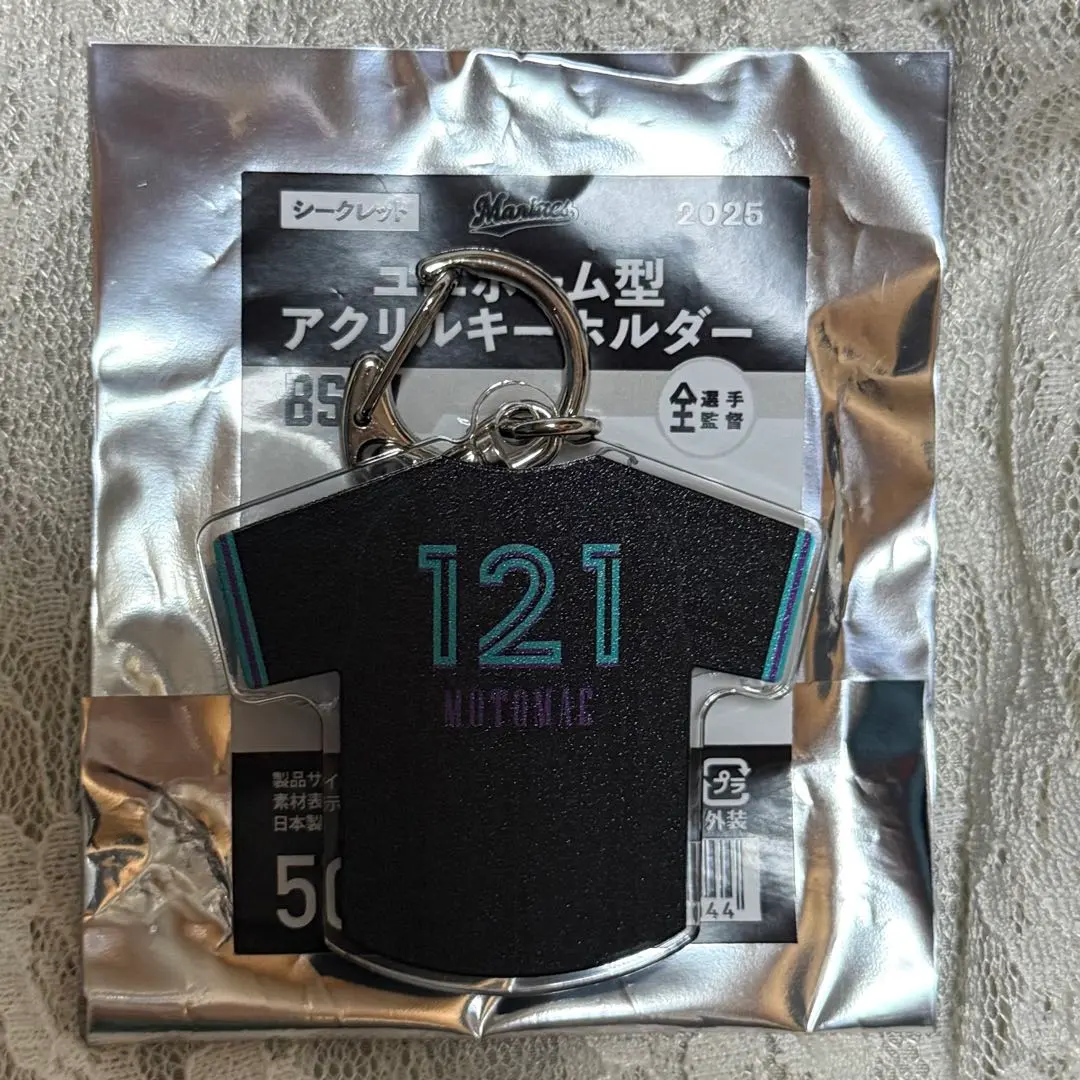 シークレット
Marines
2025
ユニホーム型
アクリルキーホルダー
BS
全選手
監督
121
MOTOMAE
製品サイ
素材表示
日本製
50
プラ
外装
44